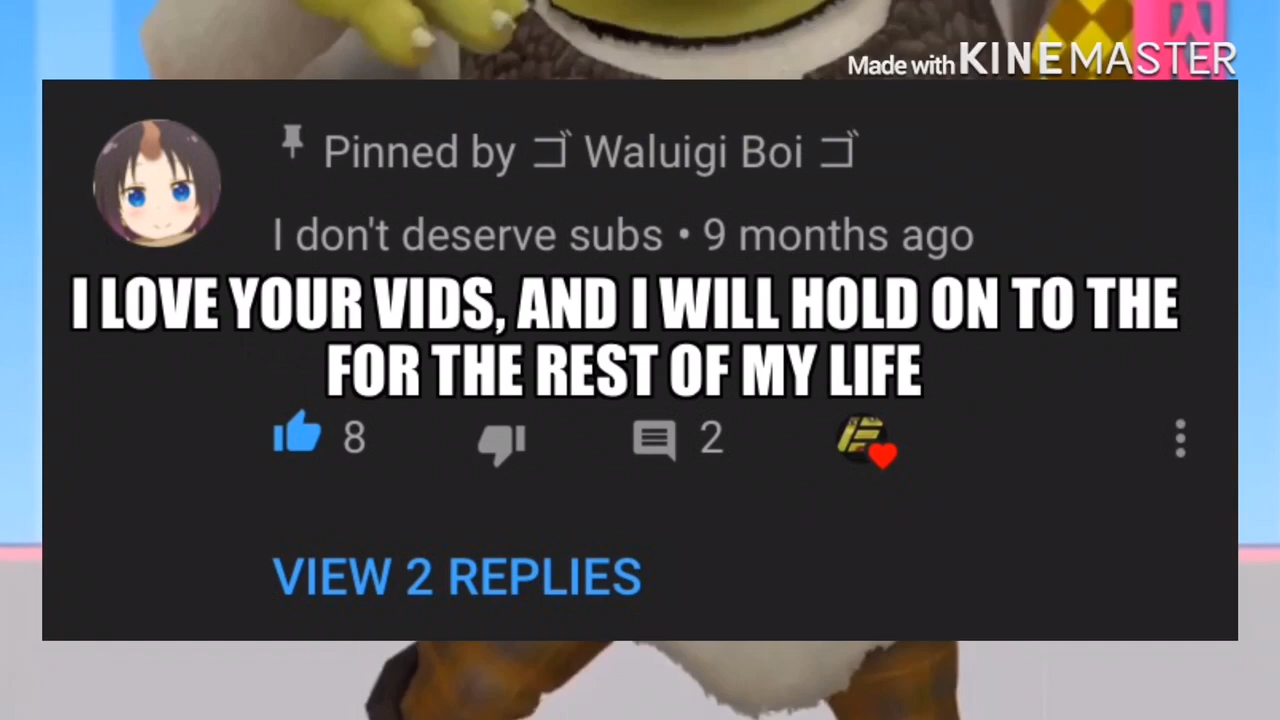 Made with KINEMASTER
Pinned by ゴ Waluigi Boi ゴ
I don't deserve subs • 9 months ago
I LOVE YOUR VIDS, AND I WILL HOLD ON TO THE
FOR THE REST OF MY LIFE
8 2
VIEW 2 REPLIES